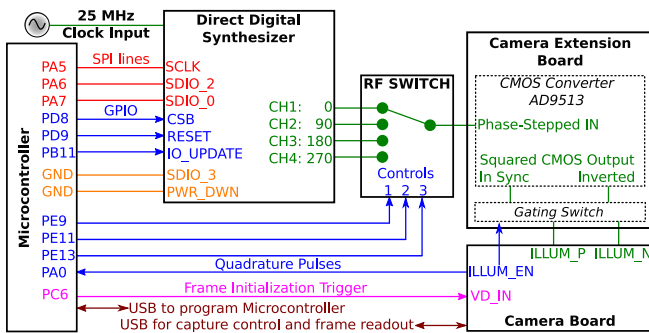 25 MHz
Clock Input
Direct Digital
Synthesizer
Camera Extension
Board
CMOS Converter
AD9513
Phase-Stepped IN
Squared CMOS Output
In Sync Inverted
Gating Switch
RF SWITCH
Controls
1 2 3
CH1: 0
CH2: 90
CH3: 180
CH4: 270
SPI lines
GPIO
SCLK
SDIO_2
SDIO_0
CSB
RESET
IO_UPDATE
SDIO_3
PWR_DWN
Microcontroller
PA5
PA6
PA7
PD8
PD9
PB11
GND
GND
PE9
PE11
PE13
PA0
PC6
Quadrature Pulses
Frame Initialization Trigger
USB to program Microcontroller
USB for capture control and frame readout
ILLUM_P ILLUM_N
ILLUM_EN
VD_IN
Camera Board